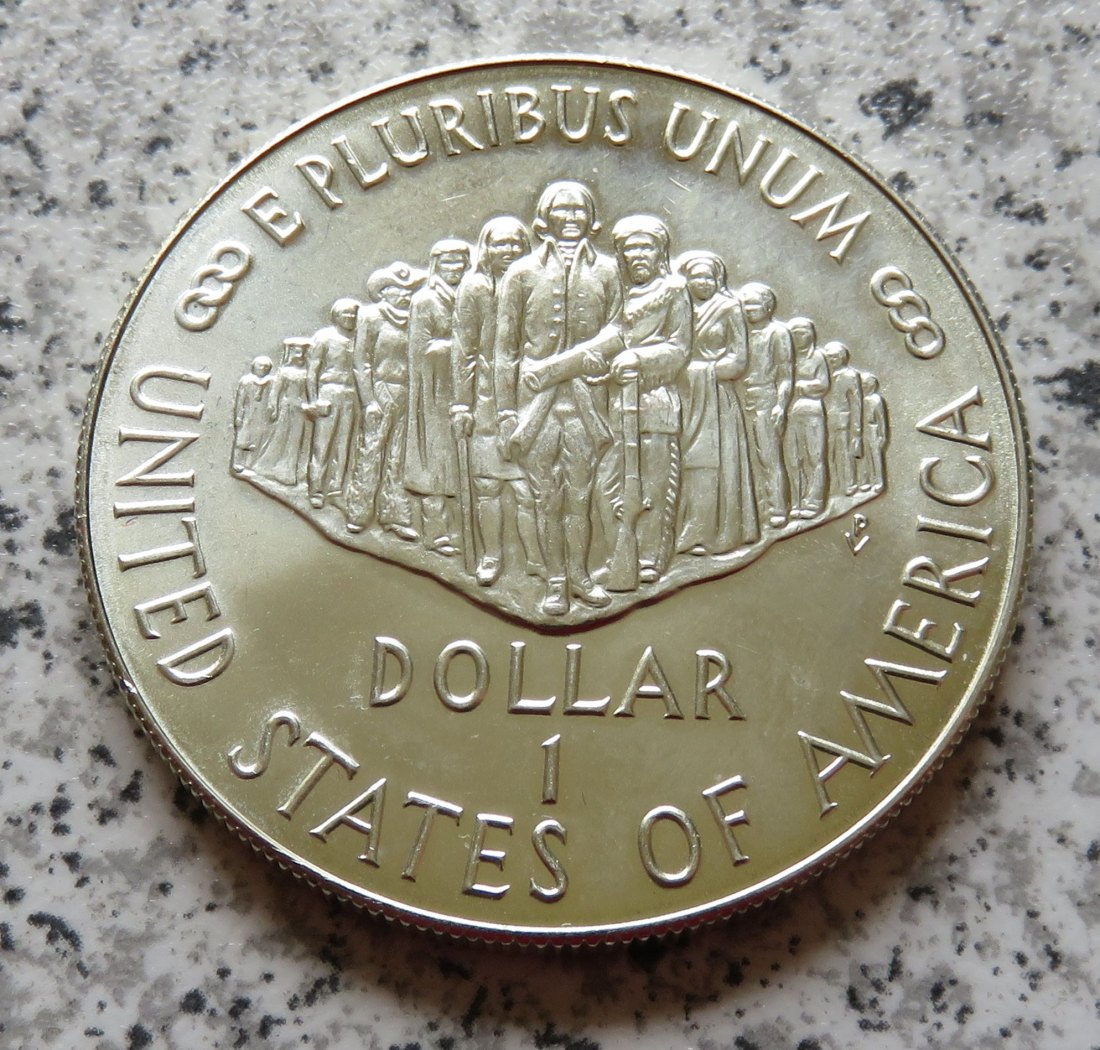 E PLURIBUS UNUM
DOLLAR
1
UNITED STATES OF AMERICA